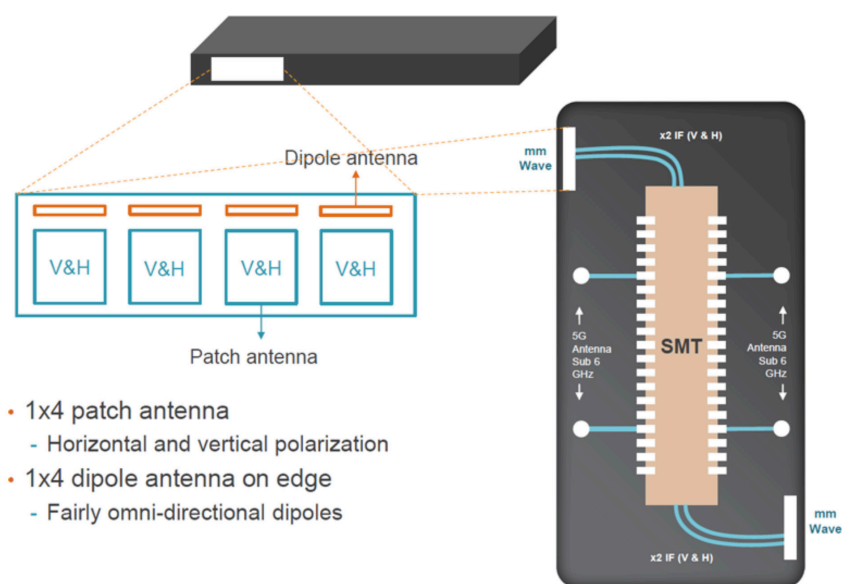 Dipole antenna
V&H
V&H
V&H
V&H
Patch antenna
• 1x4 patch antenna
- Horizontal and vertical polarization
• 1x4 dipole antenna on edge
- Fairly omni-directional dipoles
x2 IF (V & H)
mm
Wave
5G
Antenna
Sub 6
GHz
SMT
5G
Antenna
Sub 6
GHz
mm
Wave
x2 IF (V & H)